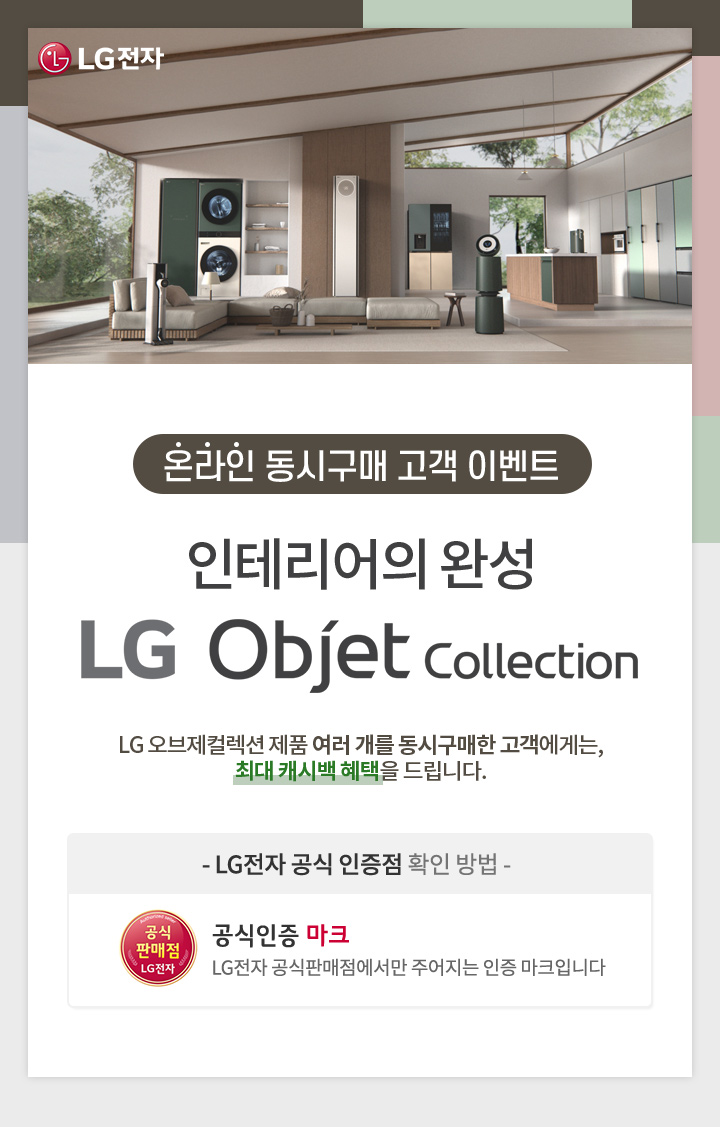 LG전자
온라인 동시구매 고객 이벤트
인테리어의 완성
LG Objet Collection
LG 오브제컬렉션 제품 여러 개를 동시구매한 고객에게는,
최대 캐시백 혜택을 드립니다.
- LG전자 공식 인증점 확인 방법 -
Authorized seller
공식
판매점
LG전자
공식인증 마크
LG전자 공식판매점에서만 주어지는 인증 마크입니다